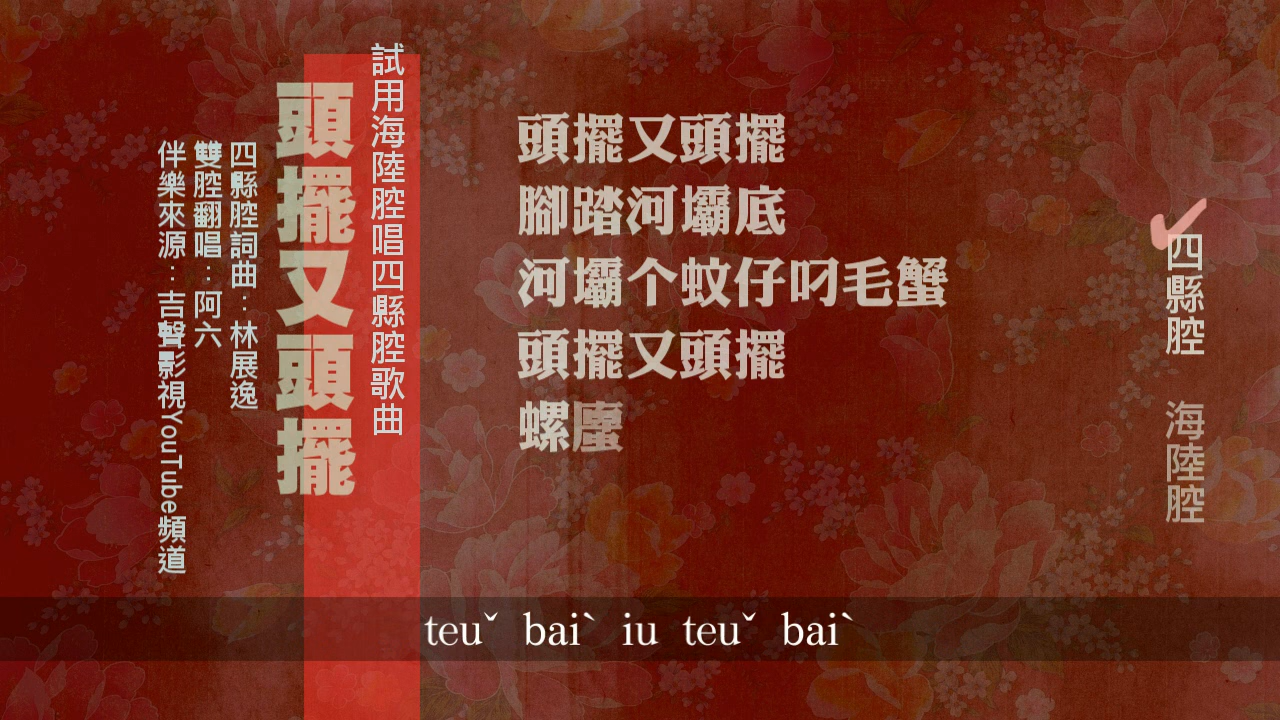 試用海陸腔唱四縣腔歌曲
頭擺又頭擺
四縣腔詞曲：林展逸
雙腔翻唱：阿六
伴樂來源：吉聲影視YouTube頻道
頭擺又頭擺
腳踏河壩底
河壩个蚊仔叼毛蟹
頭擺又頭擺
螺
四縣腔
海陸腔
teuˇ baiˋ iu teuˇ baiˋ